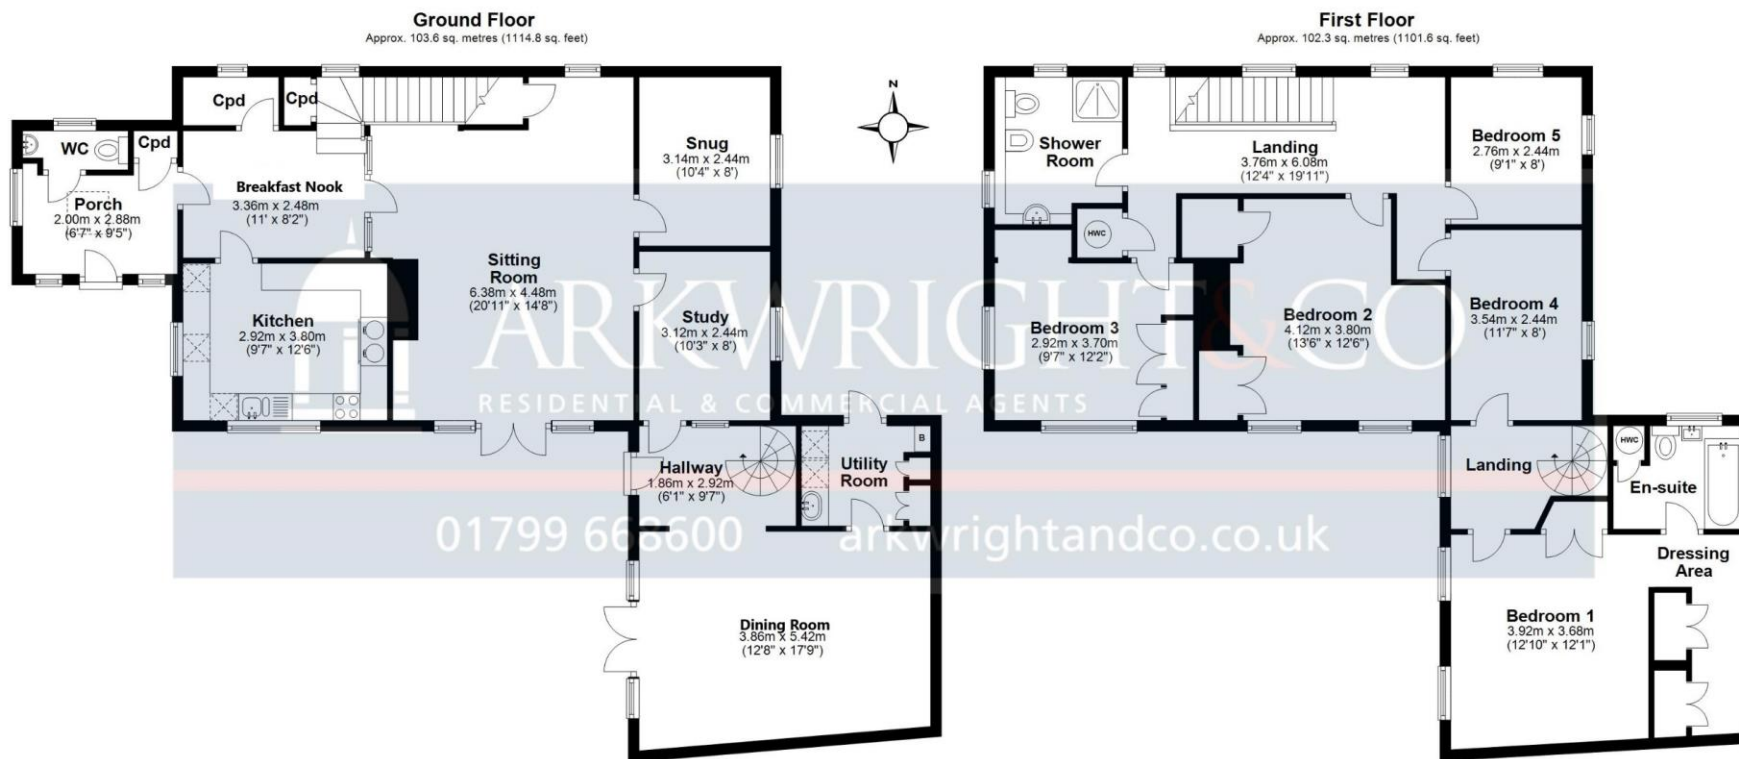 Ground Floor
Approx. 103.6 sq. metres (1114.8 sq. feet)
Cpd
Cpd
WC
Cpd
Porch
2.00m x 2.88m
(6'7" x 9'5")
Breakfast Nook
3.36m x 2.48m
(11' x 8'2")
Sitting
Room
6.38m x 4.48m
(20'11" x 14'8")
Snug
3.14m x 2.44m
(10'4" x 8')
Kitchen
2.92m x 3.80m
(9'7" x 12'6")
Study
3.12m x 2.44m
(10'3" x 8')
Hallway
1.86m x 2.92m
(6'1" x 9'7")
Utility
Room
B
Dining Room
3.86m x 5.42m
(12'8" x 17'9")
N
First Floor
Approx. 102.3 sq. metres (1101.6 sq. feet)
Shower
Room
Landing
3.76m x 6.08m
(12'4" x 19'11")
Bedroom 5
2.76m x 2.44m
(9'1" x 8')
HWC
Bedroom 3
2.92m x 3.70m
(9'7" x 12'2")
Bedroom 2
4.12m x 3.80m
(13'6" x 12'6")
Bedroom 4
3.54m x 2.44m
(11'7" x 8')
Landing
HWC
En-suite
Dressing
Area
Bedroom 1
3.92m x 3.68m
(12'10" x 12'1")
ARKWRIGHT&CO
RESIDENTIAL & COMMERCIAL AGENTS
01799 668600 arkwrightandco.co.uk